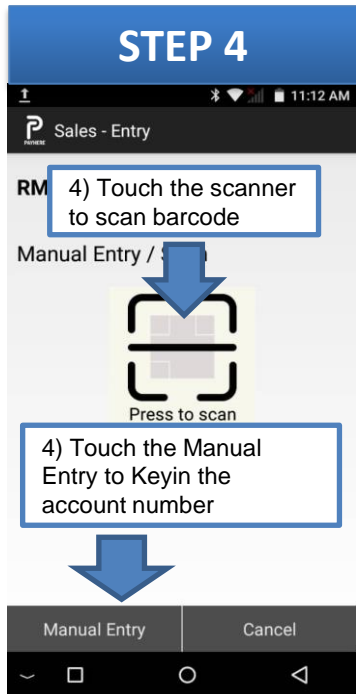 STEP 4
11:12 AM
PAYHERE Sales - Entry
RM
4) Touch the scanner
to scan barcode
Manual Entry /
Press to scan
4) Touch the Manual
Entry to Keyin the
account number
Manual Entry
Cancel